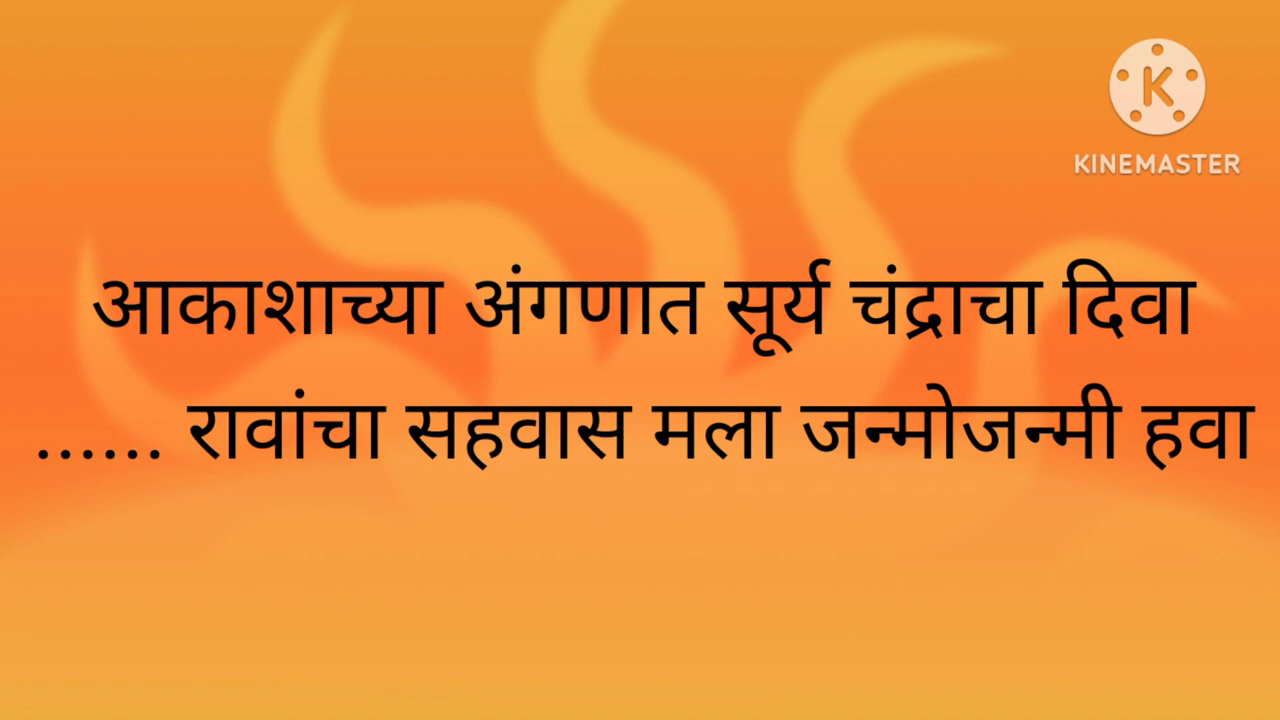 KINEMASTER
आकाशाच्या अंगणात सूर्य चंद्राचा दिवा
...... रावांचा सहवास मला जन्मोजन्मी हवा